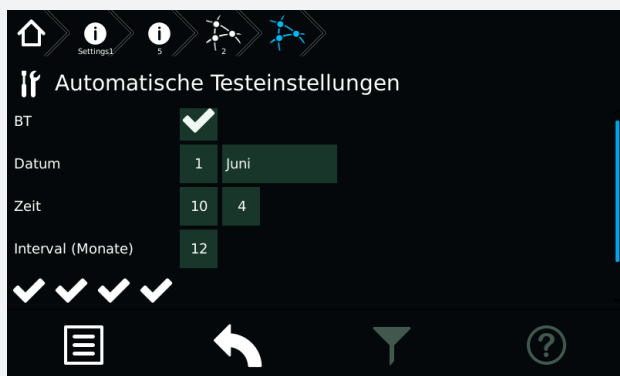 Settings1 5 2
Automatische Testeinstellungen
BT
Datum 1 Juni
Zeit 10 4
Interval (Monate) 12